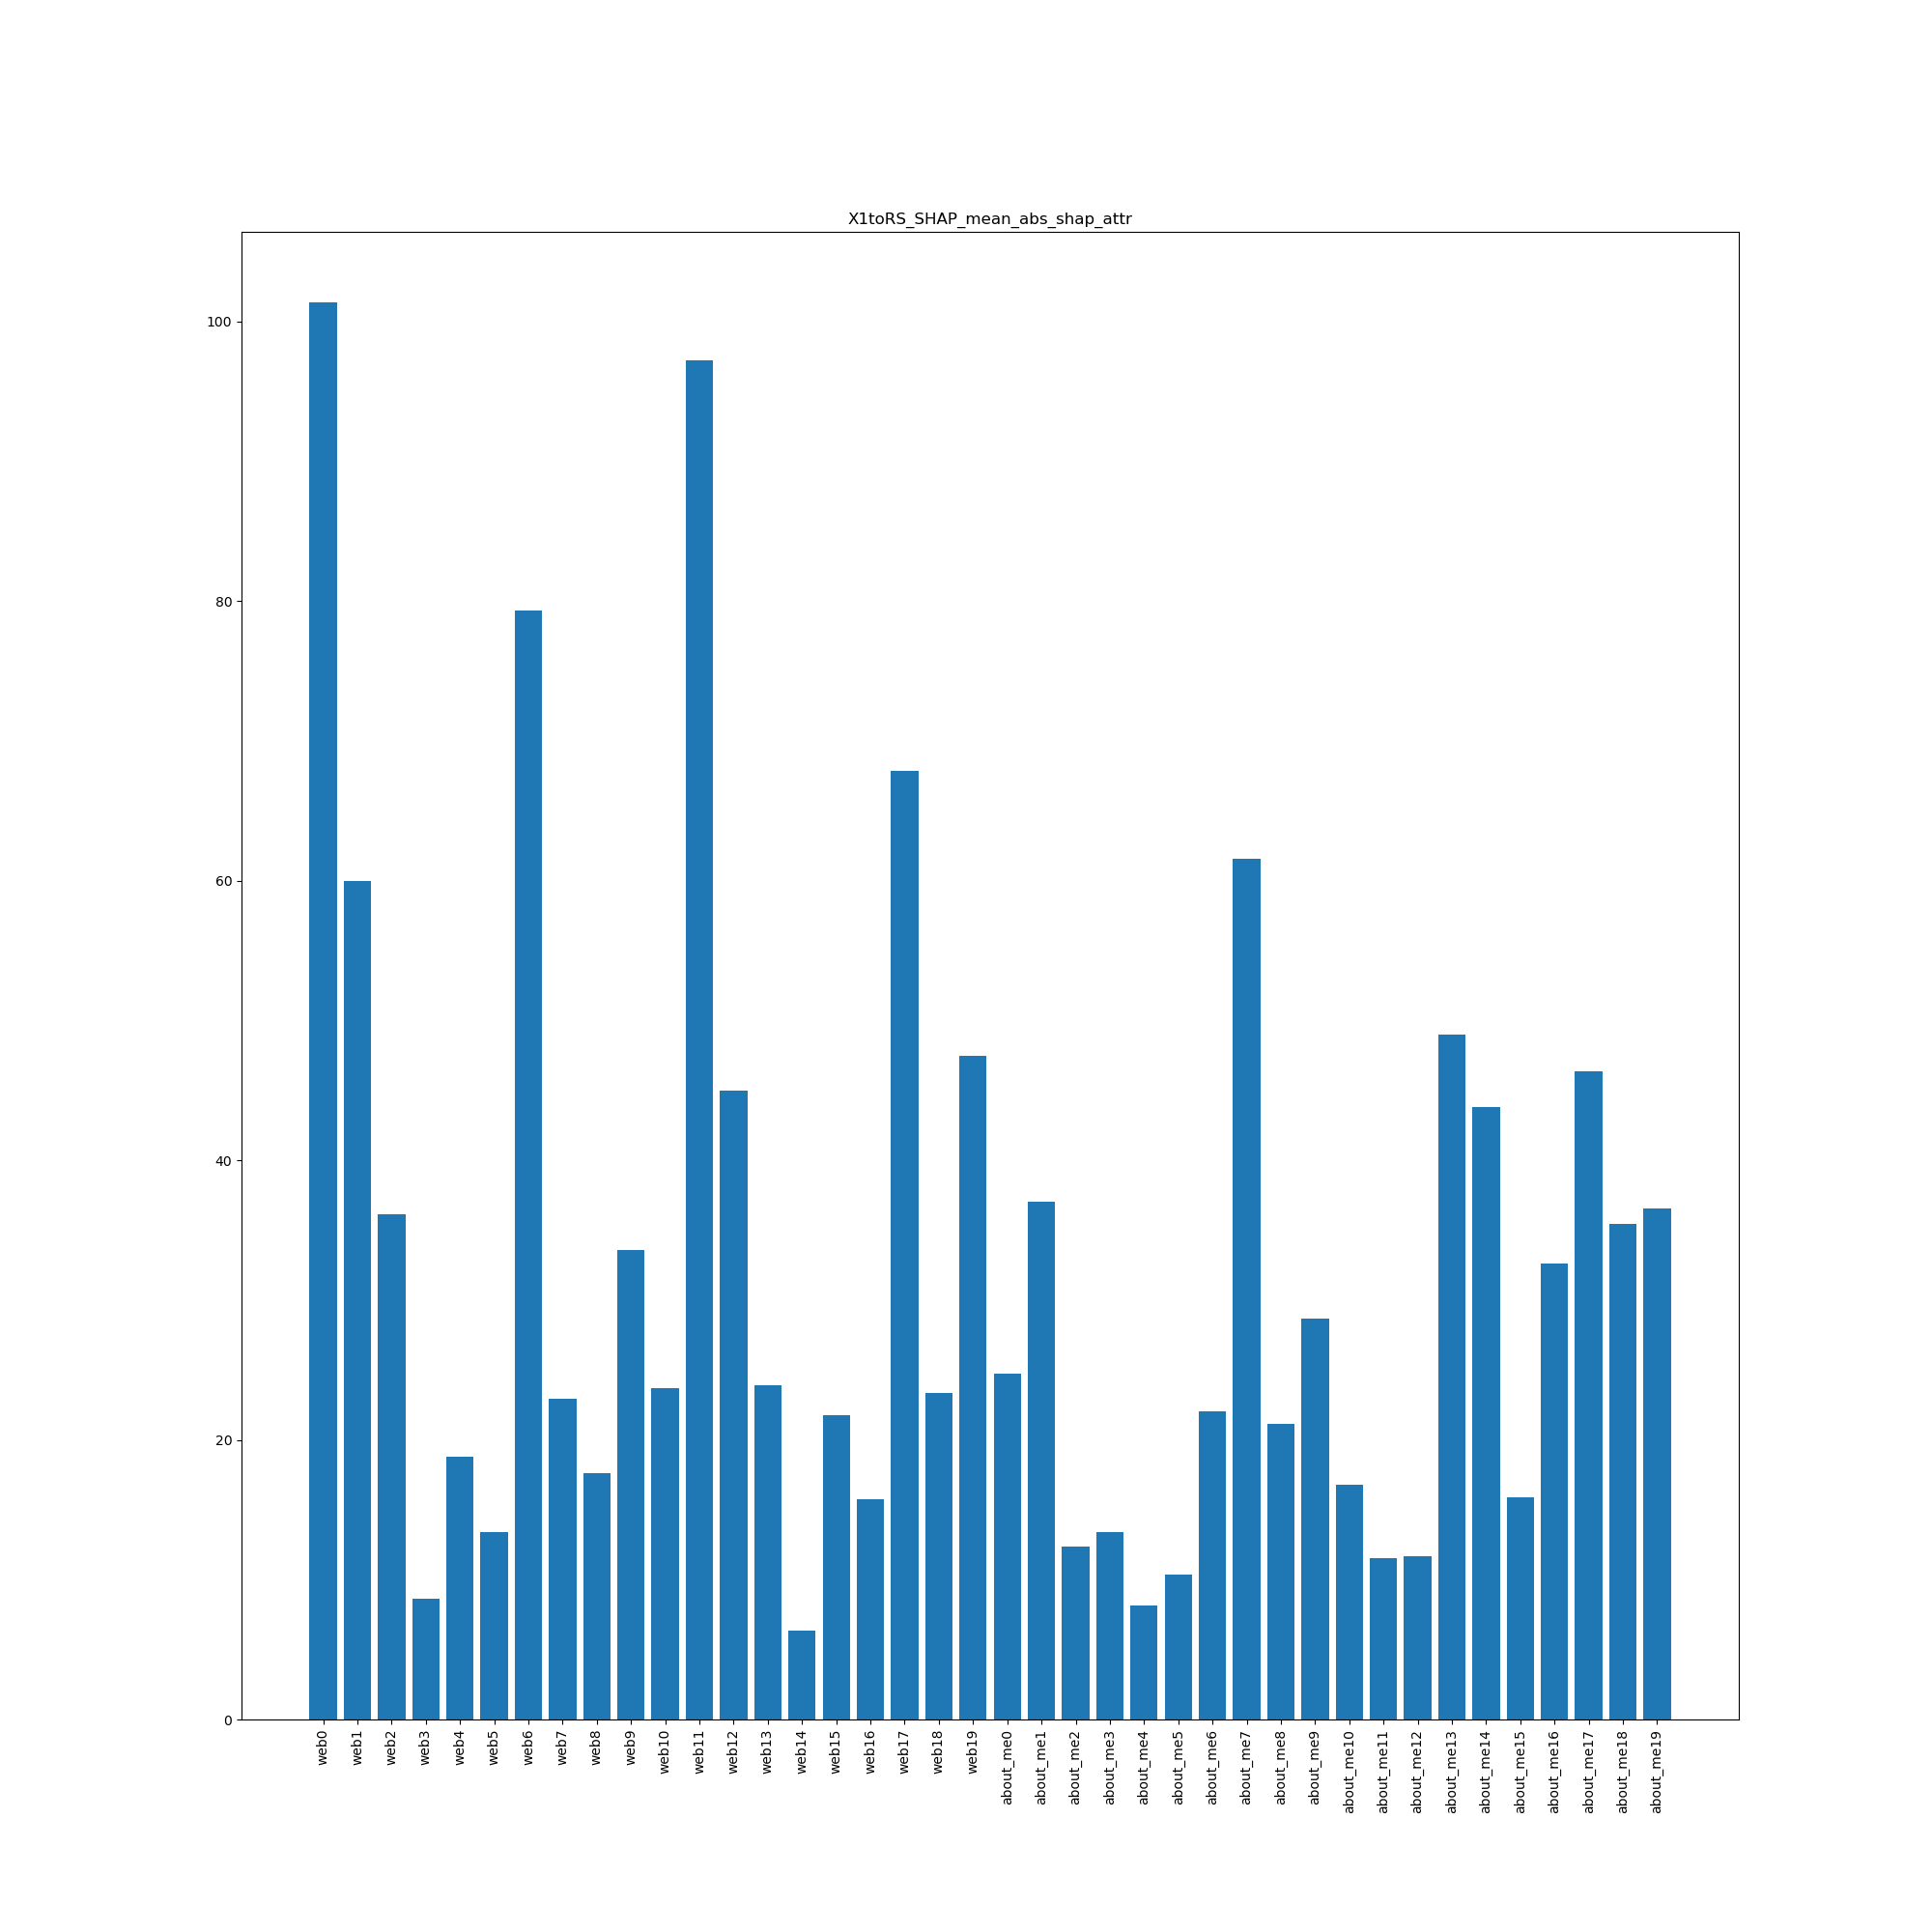 X1toRS_SHAP_mean_abs_shap_attr
100
80
60
40
20
0
web0
web1
web2
web3
web4
web5
web6
web7
web8
web9
web10
web11
web12
web13
web14
web15
web16
web17
web18
web19
about_me0
about_me1
about_me2
about_me3
about_me4
about_me5
about_me6
about_me7
about_me8
about_me9
about_me10
about_me11
about_me12
about_me13
about_me14
about_me15
about_me16
about_me17
about_me18
about_me19